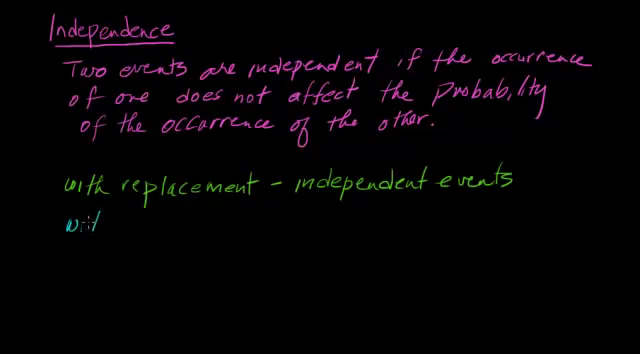 Independence
Two events are independent if the occurrence
of one does not affect the probability
of the occurrence of the other.
with replacement - independent events
wit